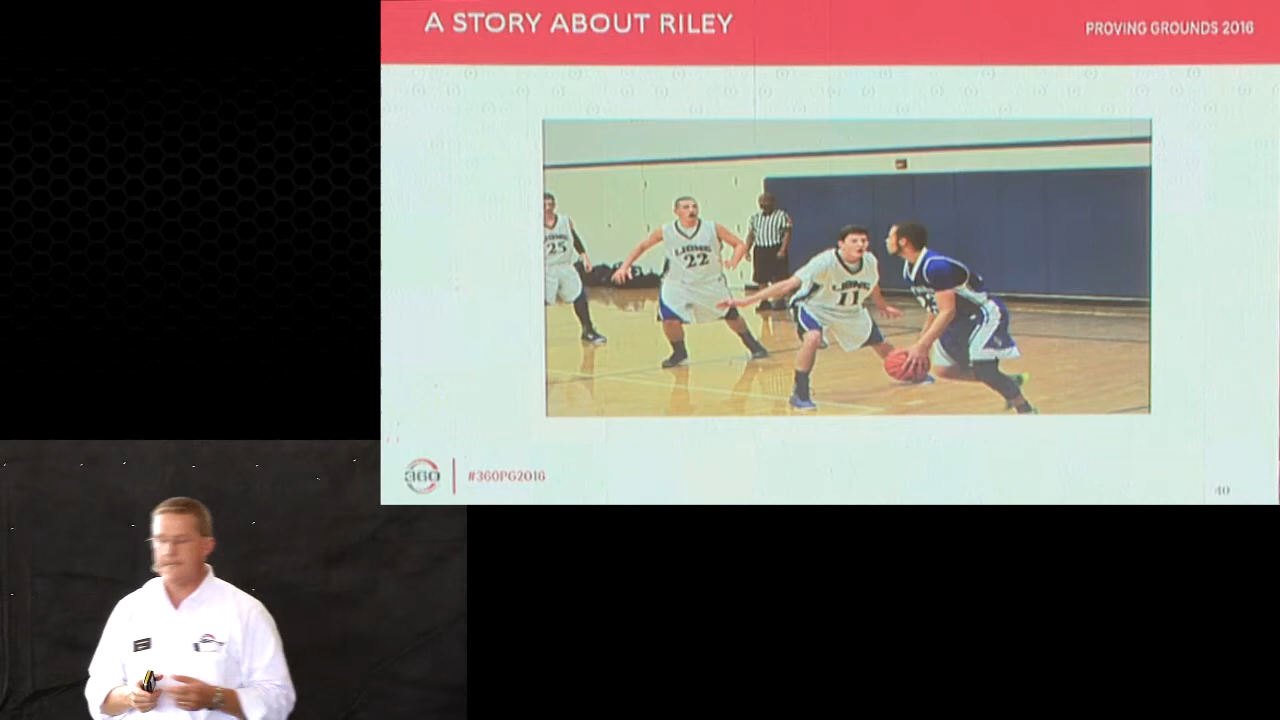 A STORY ABOUT RILEY
PROVING GROUNDS 2016
25
LIONS
22
LIONS
11
360
#360PG2016
40